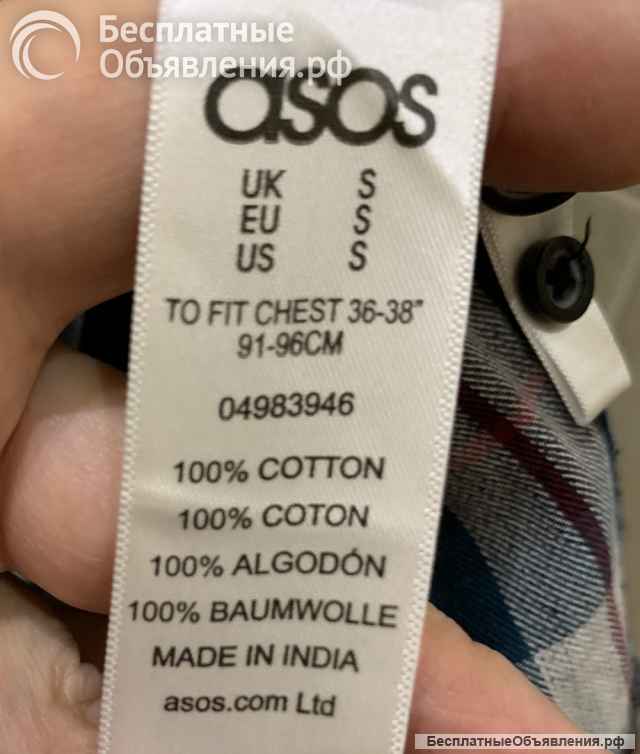 Бесплатные
Объявления.рф
asos
UK S
EU S
US S
TO FIT CHEST 36-38”
91-96CM
04983946
100% COTTON
100% COTON
100% ALGODÓN
100% BAUMWOLLE
MADE IN INDIA
asos.com Ltd
БесплатныеОбъявления.рф